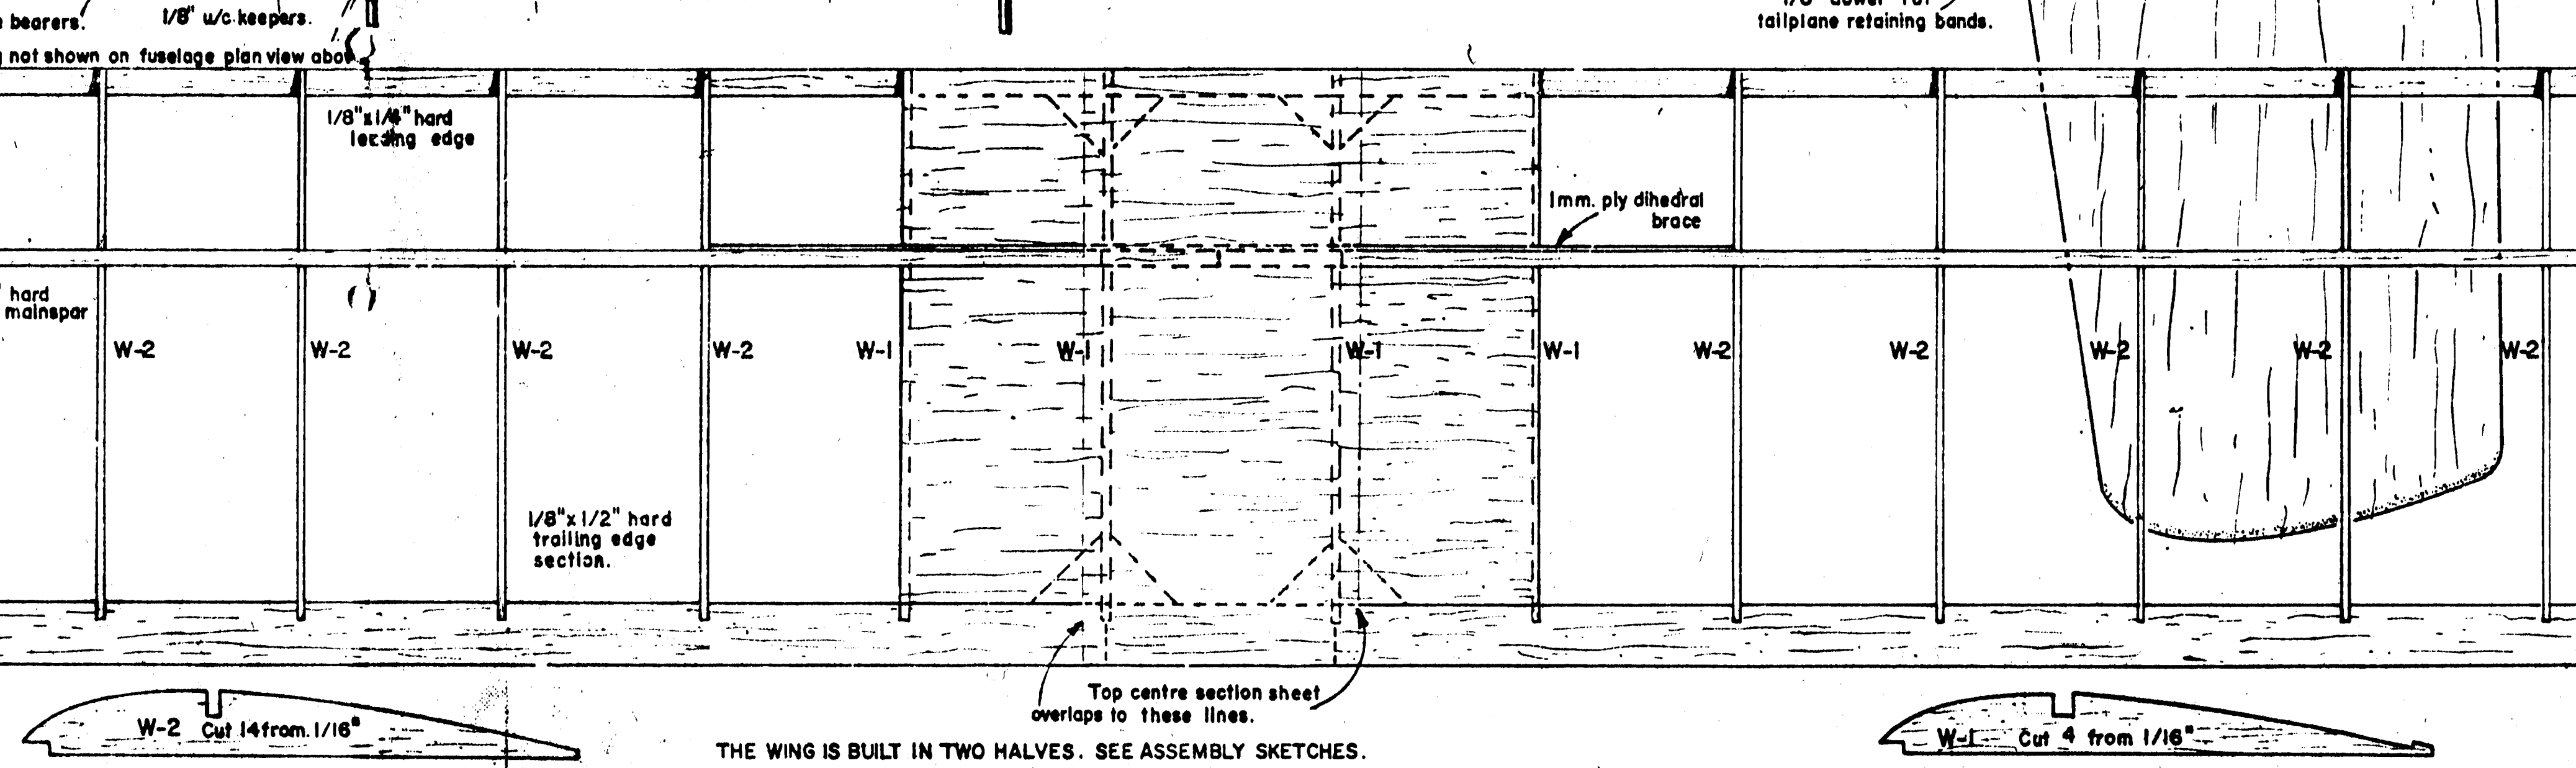 bearers.
1/8" u/c keepers.
not shown on fuselage plan view above
tailplane retaining bands.
1/8"x1/4" hard
leading edge
1mm. ply dihedral
brace
hard
mainspar
W-2
W-2
W-2
W-2
W-1
W-1
W-1
W-1
W-2
W-2
W-2
W-2
W-2
1/8"x1/2" hard
trailing edge
section.
Top centre section sheet
overlaps to these lines.
W-2 Cut 14 from 1/16"
W-1 Cut 4 from 1/16"
THE WING IS BUILT IN TWO HALVES. SEE ASSEMBLY SKETCHES.